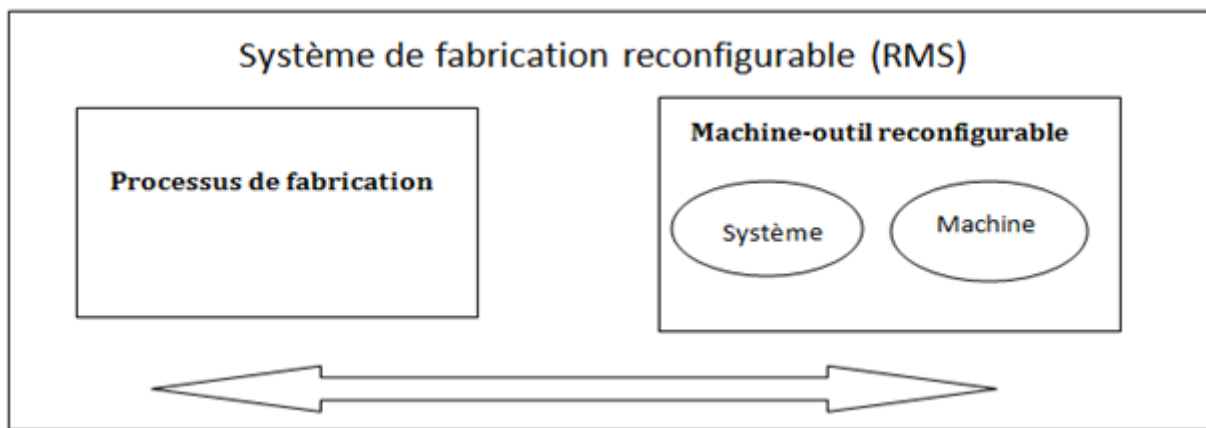 Système de fabrication reconfigurable (RMS)
Processus de fabrication
Machine-outil reconfigurable
Système
Machine